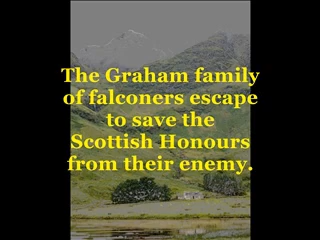 The Graham family
of falconers escape
to save the
Scottish Honours
from their enemy.